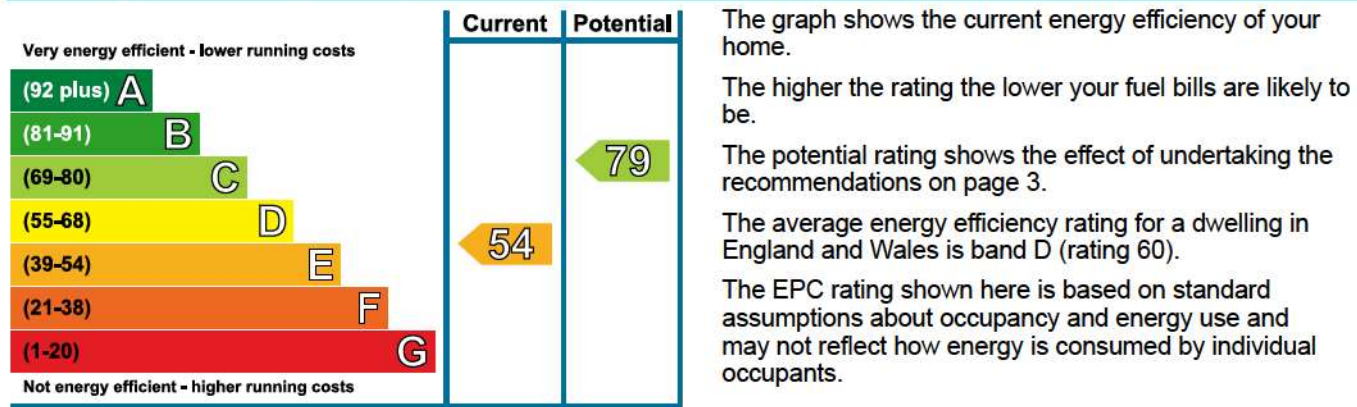 Current Potential
Very energy efficient - lower running costs
(92 plus) A
(81-91) B
(69-80) C
(55-68) D
(39-54) E
(21-38) F
(1-20) G
Not energy efficient - higher running costs
54
79
The graph shows the current energy efficiency of your
home.
The higher the rating the lower your fuel bills are likely to
be.
The potential rating shows the effect of undertaking the
recommendations on page 3.
The average energy efficiency rating for a dwelling in
England and Wales is band D (rating 60).
The EPC rating shown here is based on standard
assumptions about occupancy and energy use and
may not reflect how energy is consumed by individual
occupants.